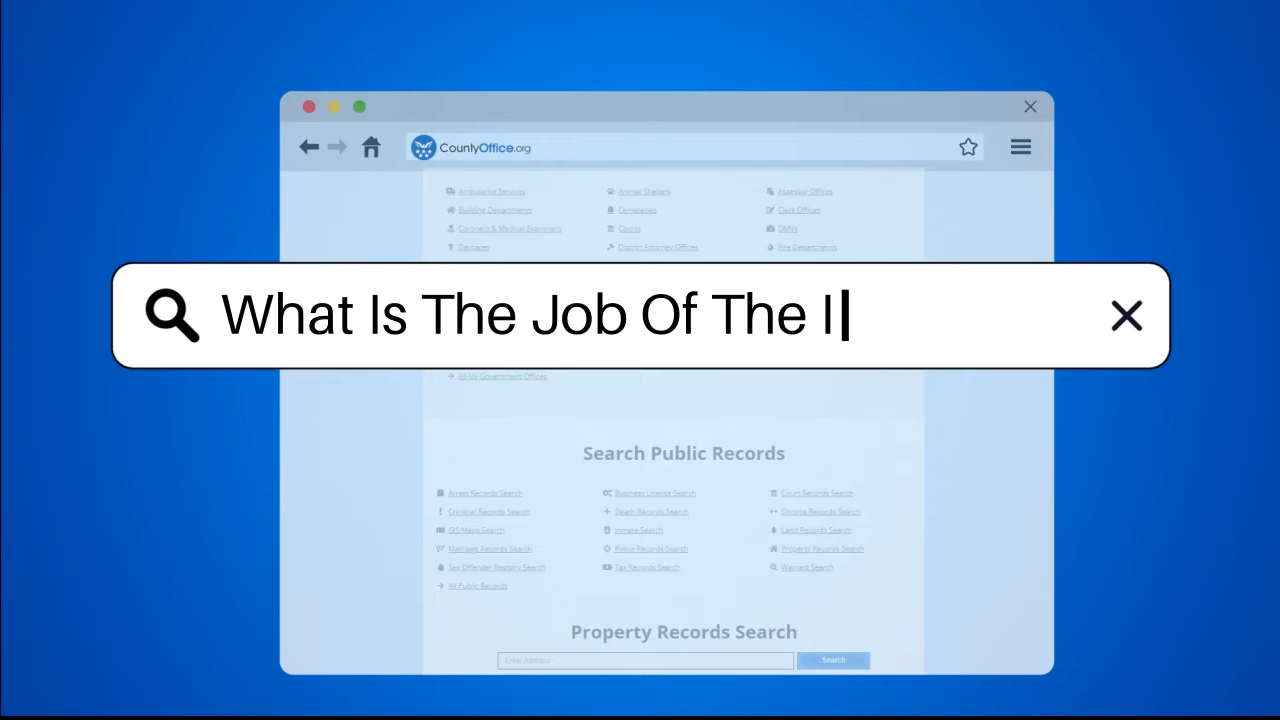 CountyOffice.org
Ambulance Services Animal Shelters Assessor Offices
Building Departments Cemeteries Clerk Offices
Coroners & Medical Examiners Courts DMVs
Daycares District Attorney Offices Fire Departments
What Is The Job Of The I
All US Government Offices
Search Public Records
Arrest Records Search Business License Search Court Records Search
Criminal Records Search Death Records Search Divorce Records Search
GIS Maps Search Inmate Search Land Records Search
Marriage Records Search Police Records Search Property Records Search
Sex Offender Registry Search Tax Records Search Warrant Search
All Public Records
Property Records Search
Enter Address Search